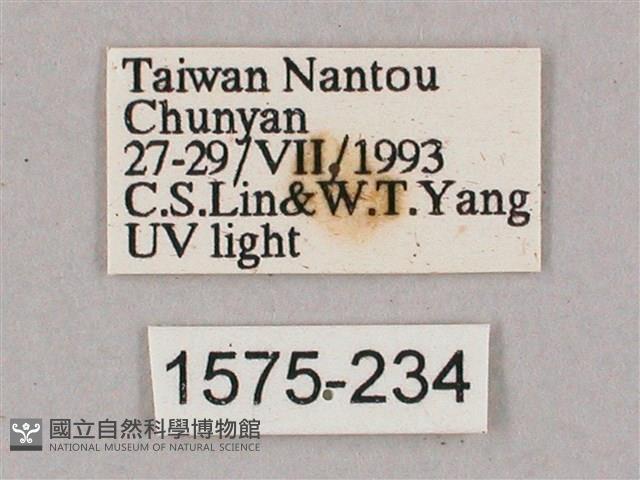 Taiwan Nantou
Chunyan
27-29/VII/1993
C.S.Lin&W.T.Yang
UV light
1575-234
國立自然科學博物館
NATIONAL MUSEUM OF NATURAL SCIENCE